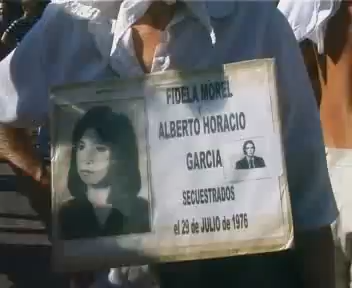 FIDELA MOREL
Y
ALBERTO HORACIO
GARCIA
SECUESTRADOS
el 29 de JULIO de 1976